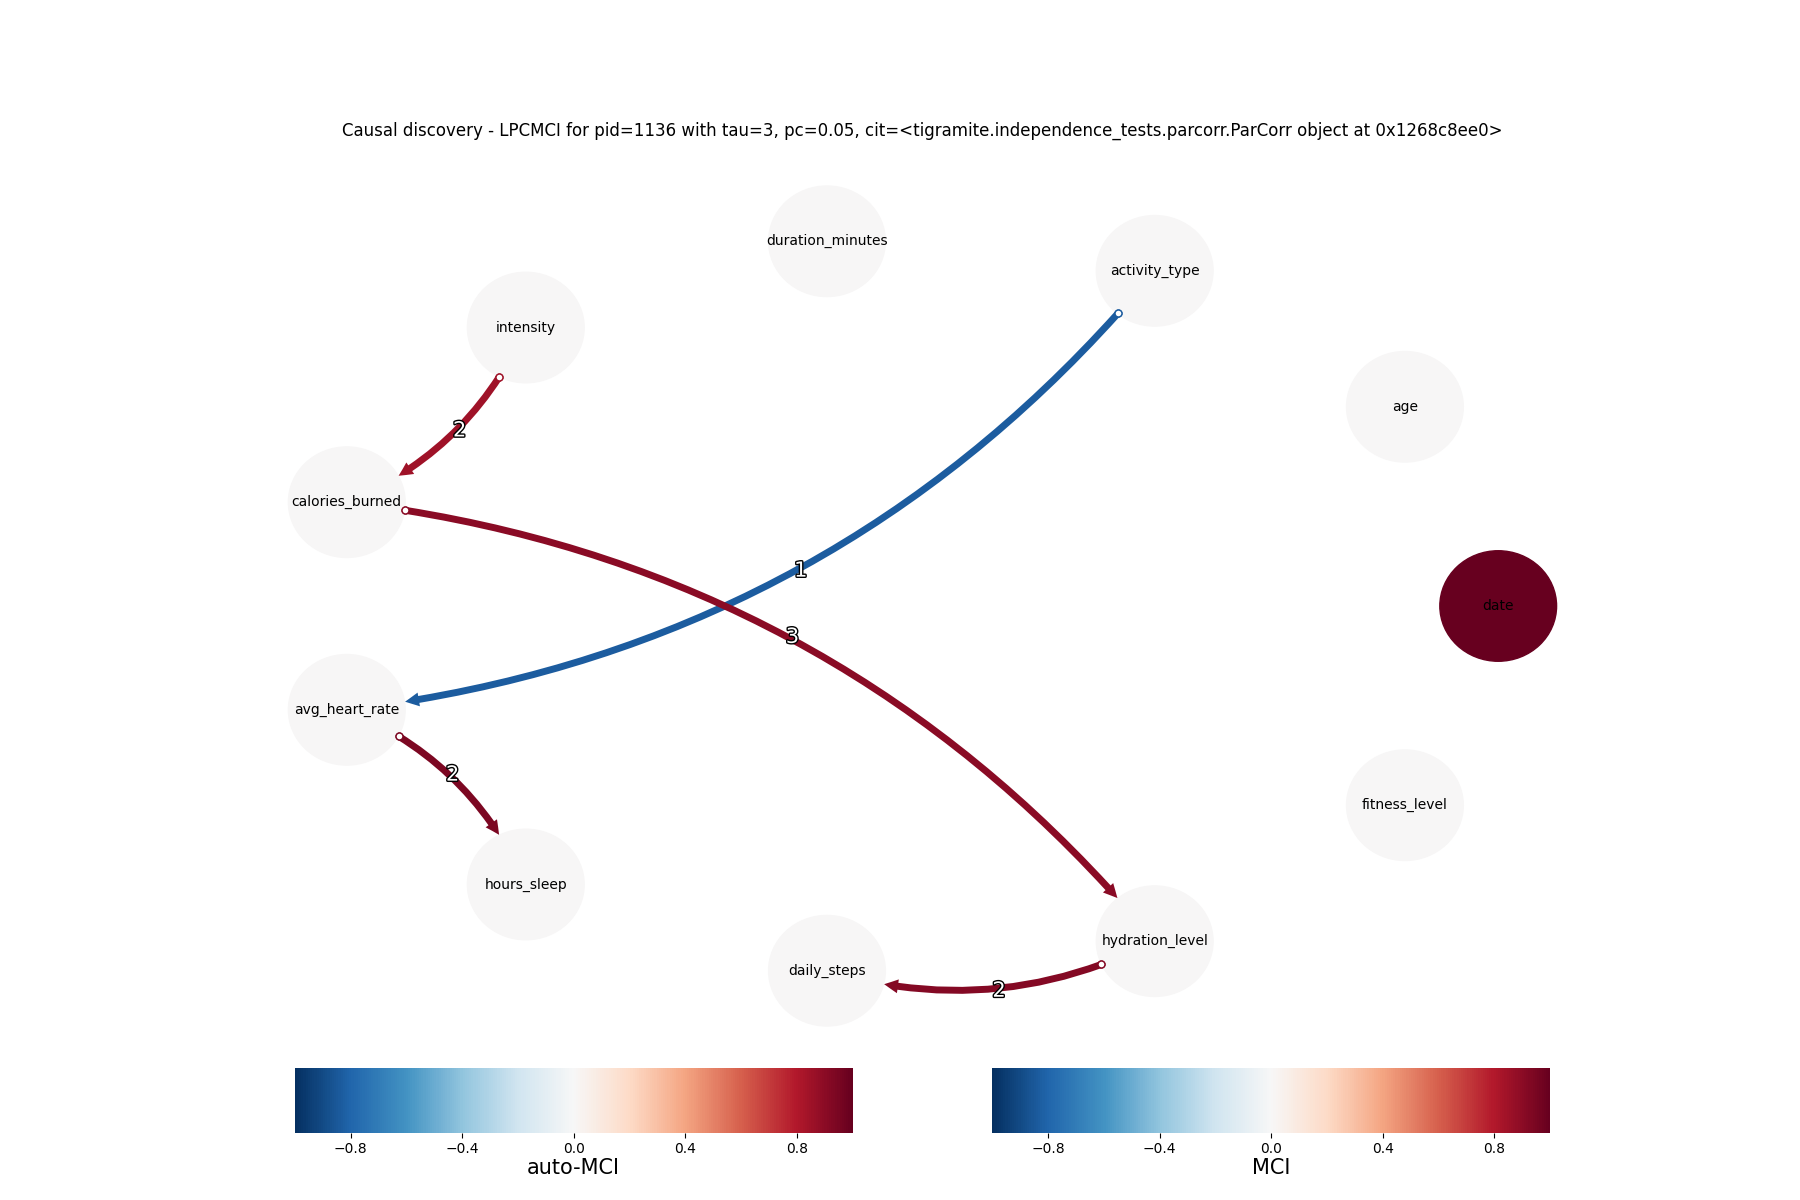 Causal discovery - LPCMCI for pid=1136 with tau=3, pc=0.05, cit=<tigramite.independence_tests.parcorr.ParCorr object at 0x1268c8ee0>
duration_minutes
activity_type
intensity
age
2
calories_burned
1
date
3
avg_heart_rate
2
fitness_level
hours_sleep
hydration_level
daily_steps
2
−0.8 −0.4 0.0 0.4 0.8
auto-MCI
−0.8 −0.4 0.0 0.4 0.8
MCI